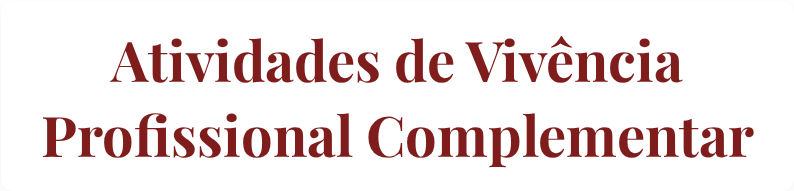 Atividades de Vivência
Profissional Complementar